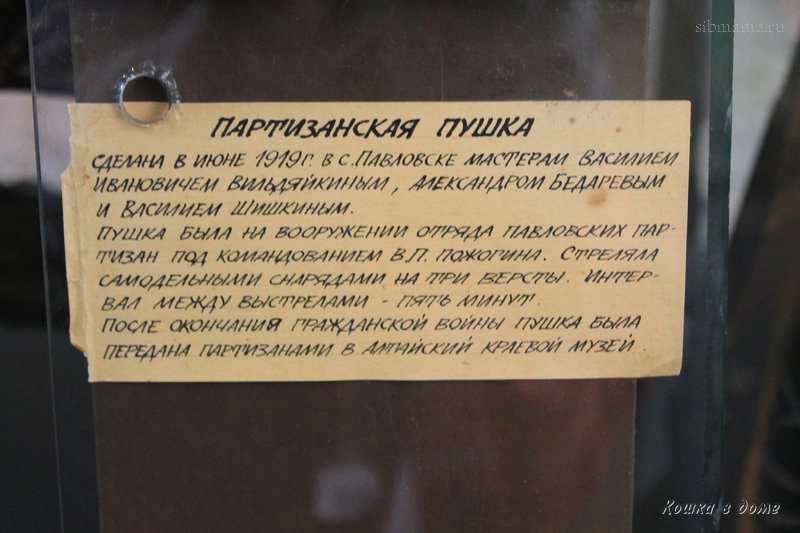 sibmama.ru
ПАРТИЗАНСКАЯ ПУШКА
СДЕЛАНА В ИЮНЕ 1919Г. В С. ПАВЛОВСКЕ МАСТЕРАМ ВАСИЛИЕМ
ИВАНОВИЧЕМ ВИЛЬДЯЙКИНЫМ, АЛЕКСАНДРОМ БЕДАРЕВЫМ
И ВАСИЛИЕМ ШИШКИНЫМ.
ПУШКА БЫЛА НА ВООРУЖЕНИИ ОТРЯДА ПАВЛОВСКИХ ПАР-
ТИЗАН ПОД КОМАНДОВАНИЕМ В.П. ПОЖОГИНА. СТРЕЛЯЛА
САМОДЕЛЬНЫМИ СНАРЯДАМИ НА ТРИ ВЕРСТЫ. ИНТЕР-
ВАЛ МЕЖДУ ВЫСТРЕЛАМИ - ПЯТЬ МИНУТ.
ПОСЛЕ ОКОНЧАНИЯ ГРАЖДАНСКОЙ ВОЙНЫ ПУШКА БЫЛА
ПЕРЕДАНА ПАРТИЗАНАМИ В АЛТАЙСКИЙ КРАЕВОЙ МУЗЕЙ.
Кошка в доме